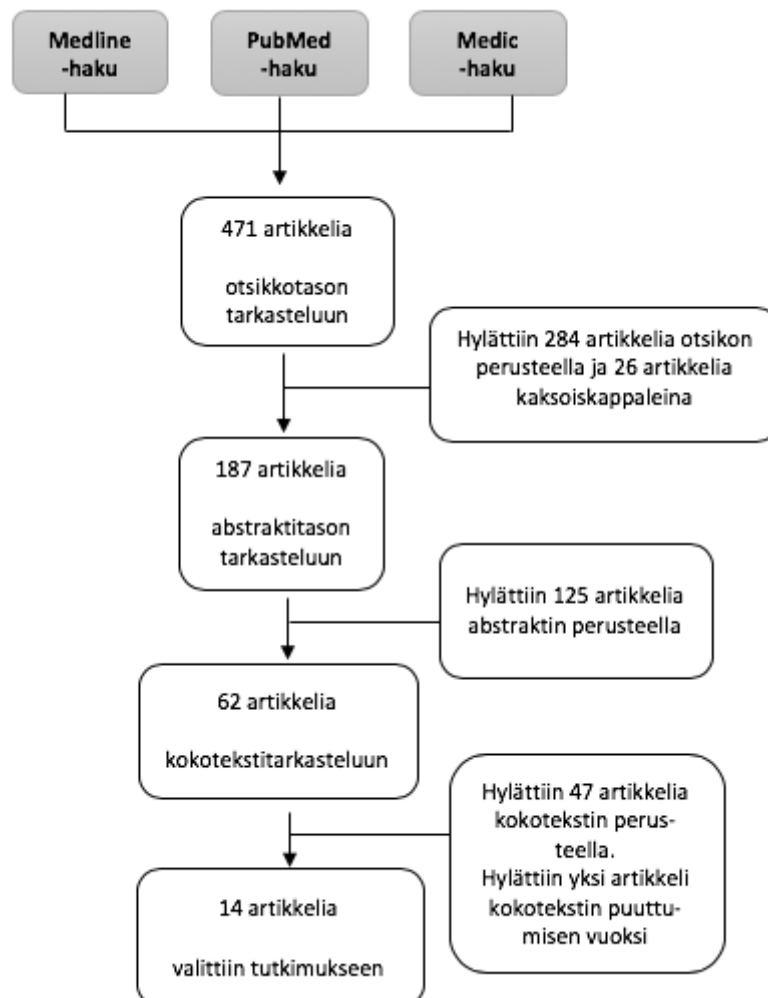 Medline
-haku
PubMed
-haku
Medic
-haku
471 artikkelia
otsikkotason
tarkasteluun
Hylättiin 284 artikkelia otsikon
perusteella ja 26 artikkelia
kaksoiskappaleina
187 artikkelia
abstraktitason
tarkasteluun
Hylättiin 125 artikkelia
abstraktin perusteella
62 artikkelia
kokotekstitarkasteluun
Hylättiin 47 artikkelia
kokotekstin perus-
teella.
Hylättiin yksi artikkeli
kokotekstin puuttu-
misen vuoksi
14 artikkelia
valittiin tutkimukseen